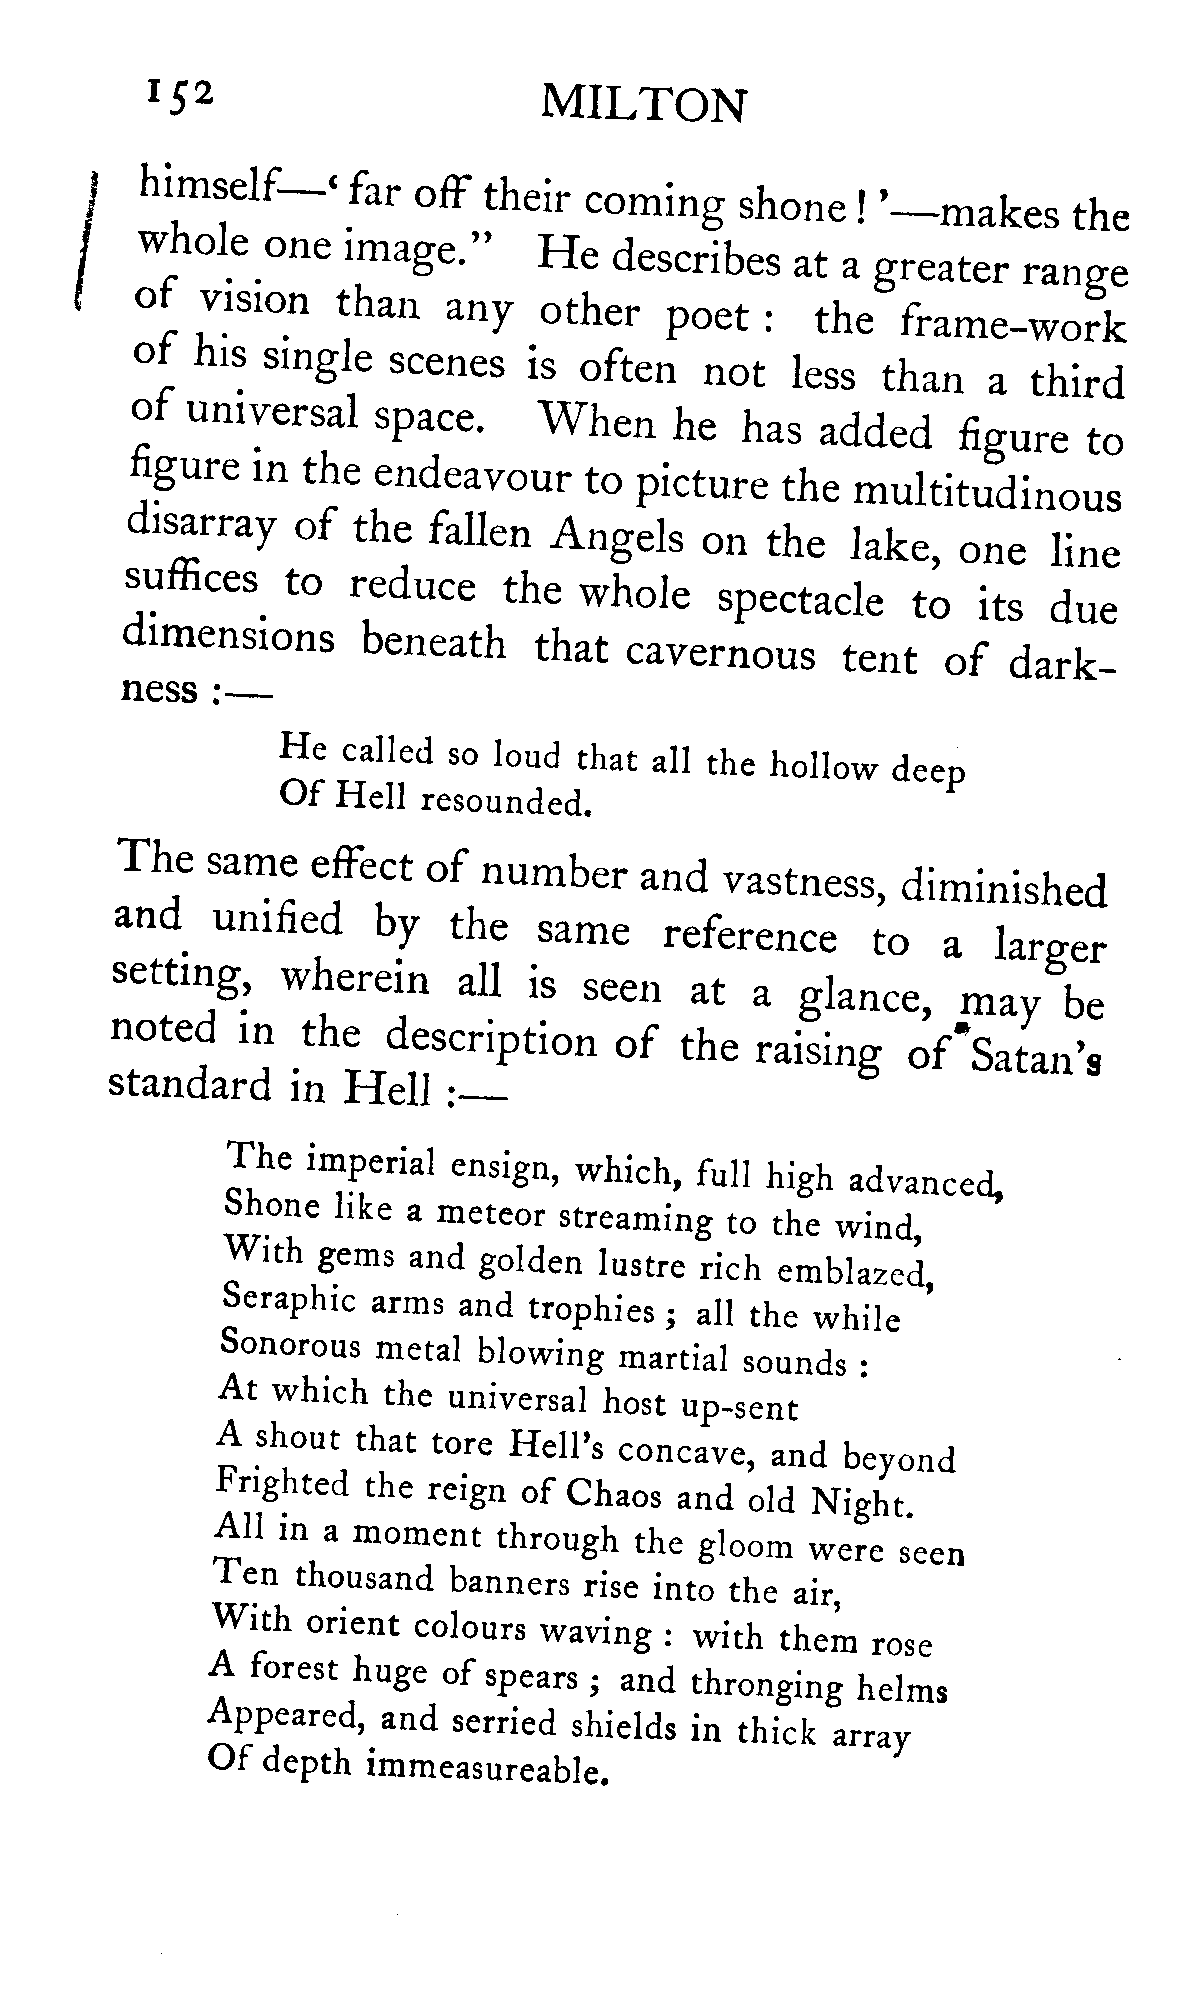 152 MILTON
himself—‘ far off their coming shone ! ’—makes the
whole one image.” He describes at a greater range
of vision than any other poet : the frame-work
of his single scenes is often not less than a third
of universal space. When he has added figure to
figure in the endeavour to picture the multitudinous
disarray of the fallen Angels on the lake, one line
suffices to reduce the whole spectacle to its due
dimensions beneath that cavernous tent of dark-
ness :—
He called so loud that all the hollow deep
Of Hell resounded.
The same effect of number and vastness, diminished
and unified by the same reference to a larger
setting, wherein all is seen at a glance, may be
noted in the description of the raising of Satan’s
standard in Hell :—
The imperial ensign, which, full high advanced,
Shone like a meteor streaming to the wind,
With gems and golden lustre rich emblazed,
Seraphic arms and trophies ; all the while
Sonorous metal blowing martial sounds :
At which the universal host up-sent
A shout that tore Hell’s concave, and beyond
Frighted the reign of Chaos and old Night.
All in a moment through the gloom were seen
Ten thousand banners rise into the air,
With orient colours waving : with them rose
A forest huge of spears ; and thronging helms
Appeared, and serried shields in thick array
Of depth immeasureable.